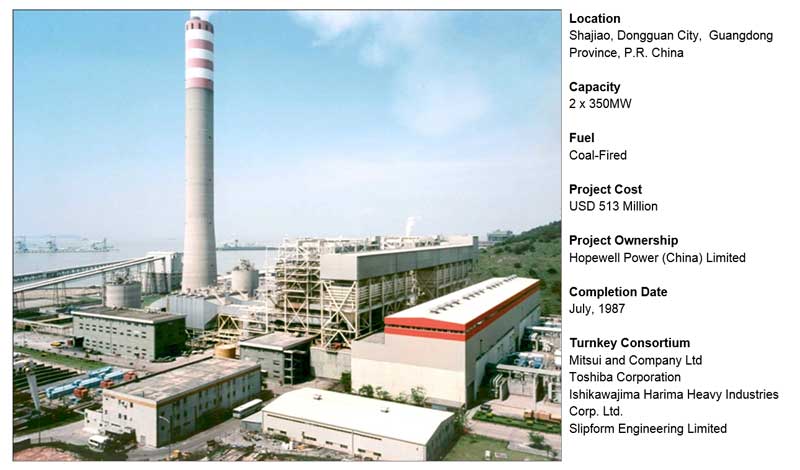 Location
Shajiao, Dongguan City,  Guangdong
Province, P.R. China
Capacity
2 x 350MW
Fuel
Coal-Fired
Project Cost
USD 513 Million
Project Ownership
Hopewell Power (China) Limited
Completion Date
July, 1987
Turnkey Consortium
Mitsui and Company Ltd
Toshiba Corporation
Ishikawajima Harima Heavy Industries
Corp. Ltd.
Slipform Engineering Limited